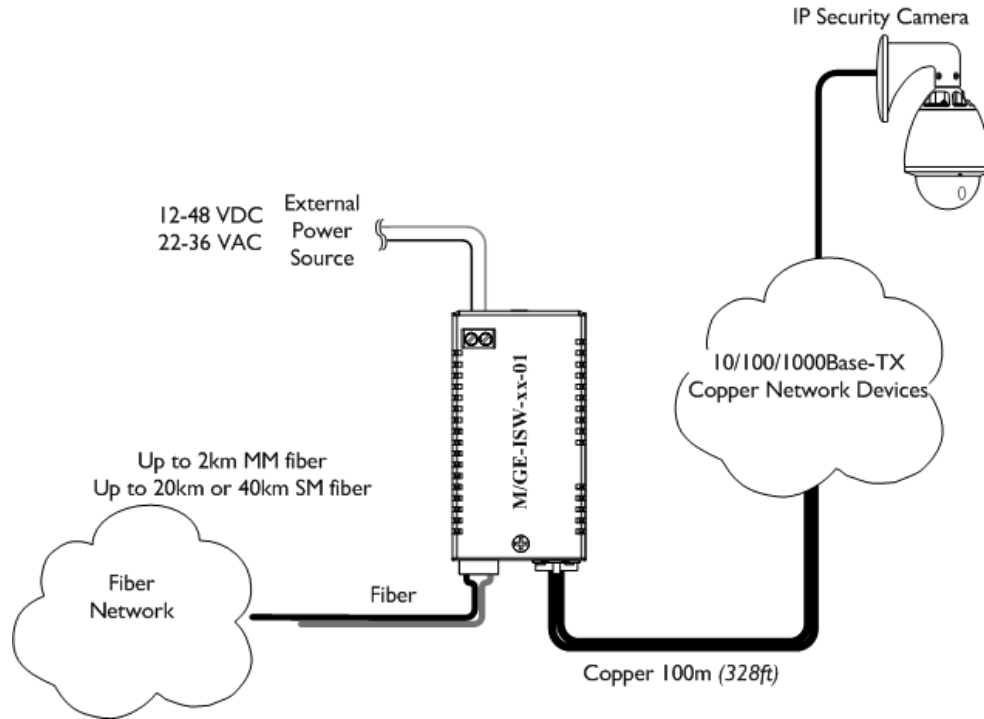 IP Security Camera
12-48 VDC
22-36 VAC
External
Power
Source
M/GE-ISW-xx-01
10/100/1000Base-TX
Copper Network Devices
Up to 2km MM fiber
Up to 20km or 40km SM fiber
Fiber
Network
Fiber
Copper 100m (328ft)